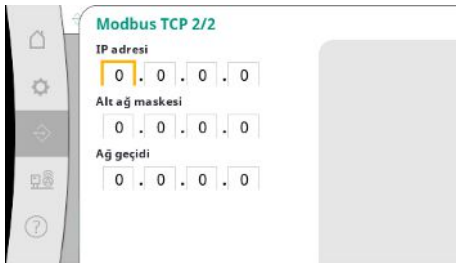 Modbus TCP 2/2
IP adresi
0 . 0 . 0 . 0
Alt ağ maskesi
0 . 0 . 0 . 0
Ağ geçidi
0 . 0 . 0 . 0
?